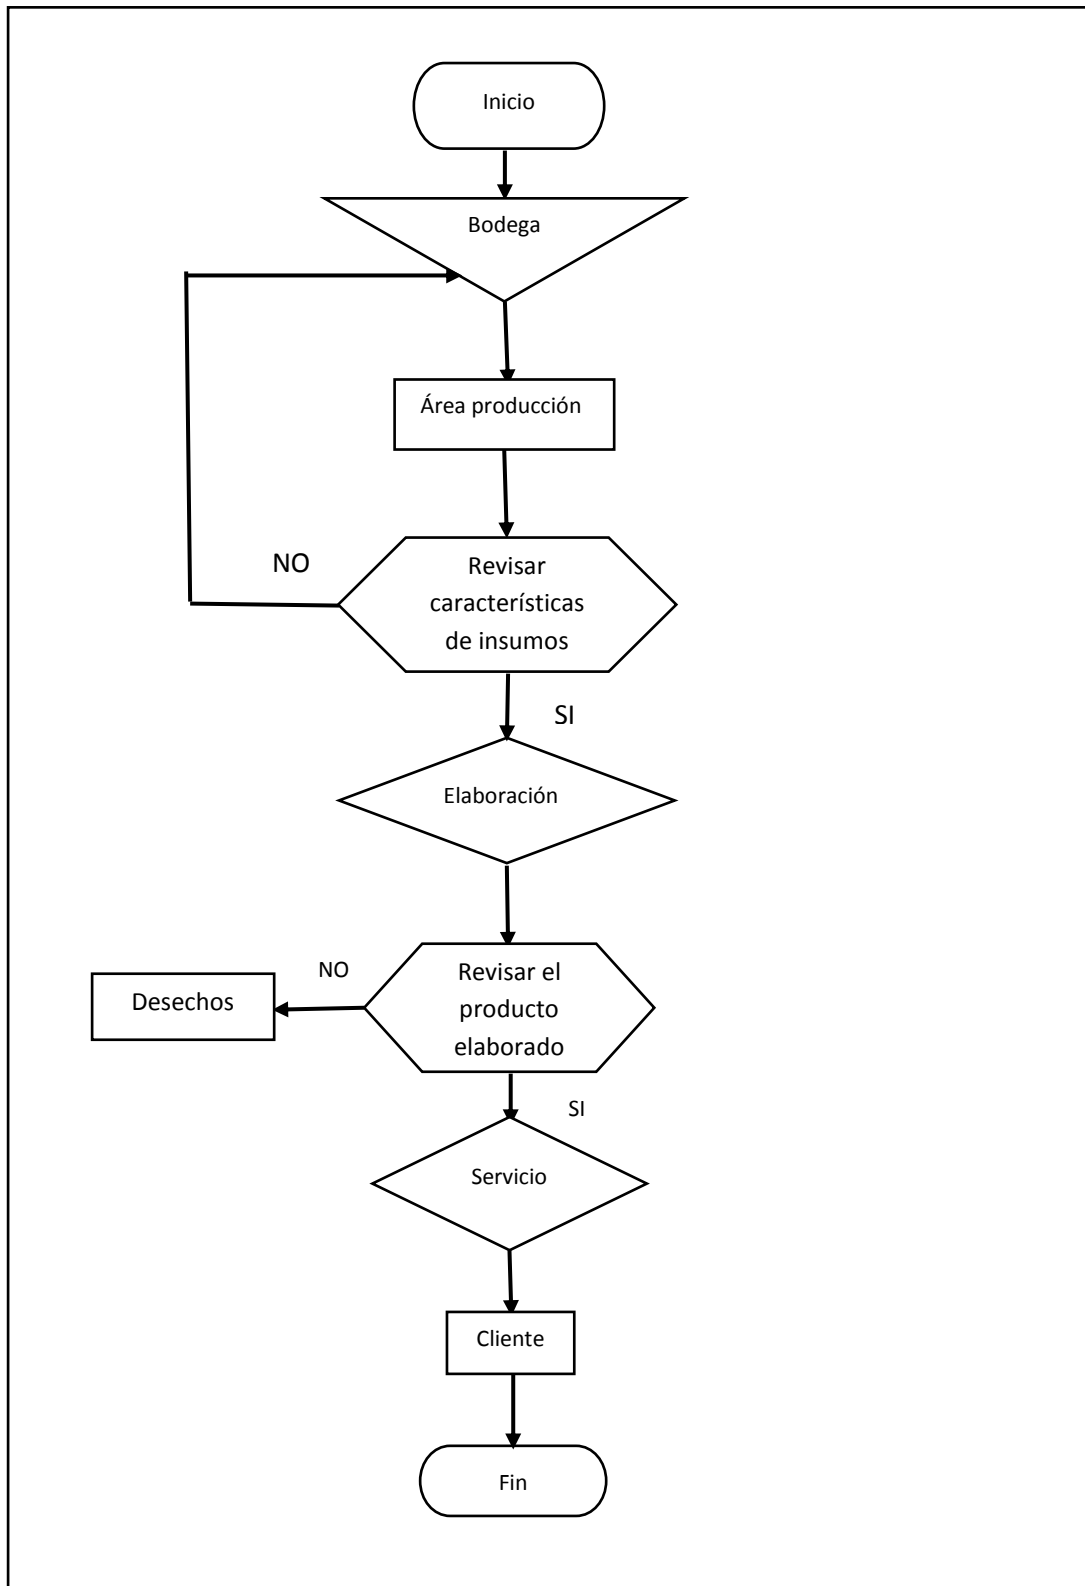 Inicio
Bodega
Área producción
NO
Revisar
característicás
de insumos
SI
Elaboración
NO
Desechos
Revisar el
producto
elaborado
SI
Servicio
Cliente
Fin